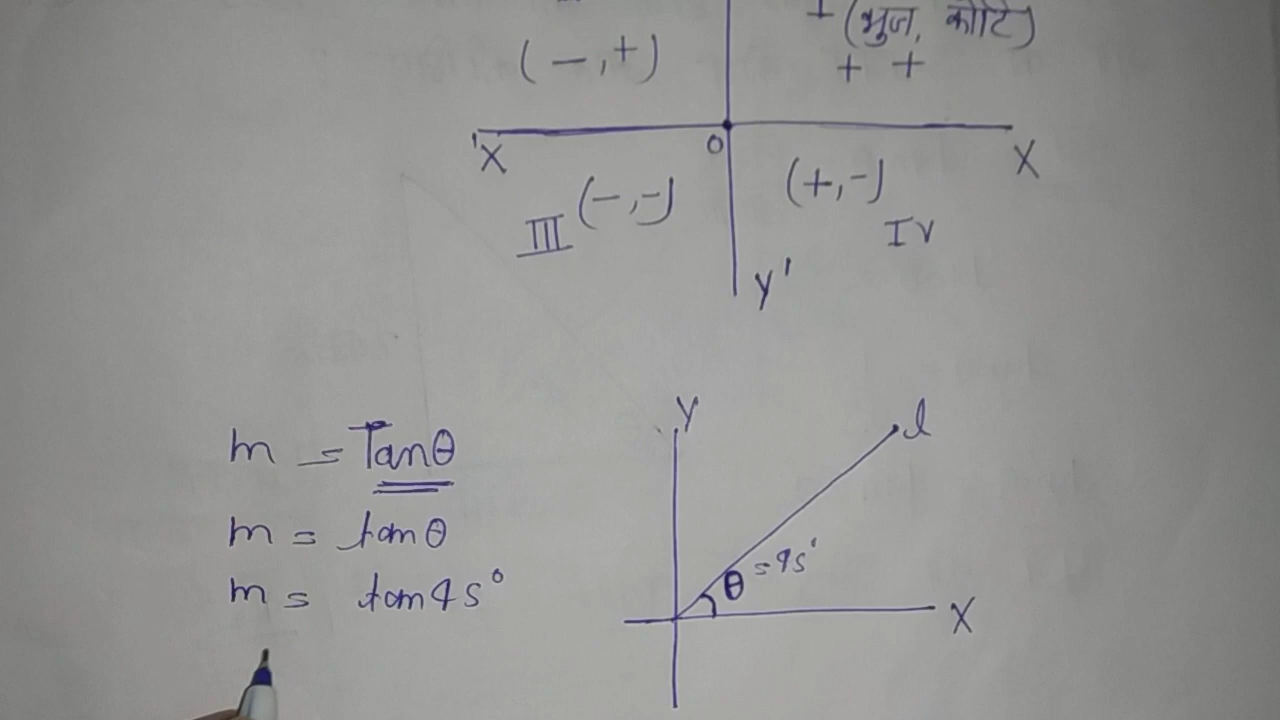 I (भुज, कोटि)
(-,+)
+ +
'X
O
X
(-,-)
(+,-)
III
IV
Y'
Y
l
m = Tanθ
m = tanθ
θ = 45°
m = tan45°
X